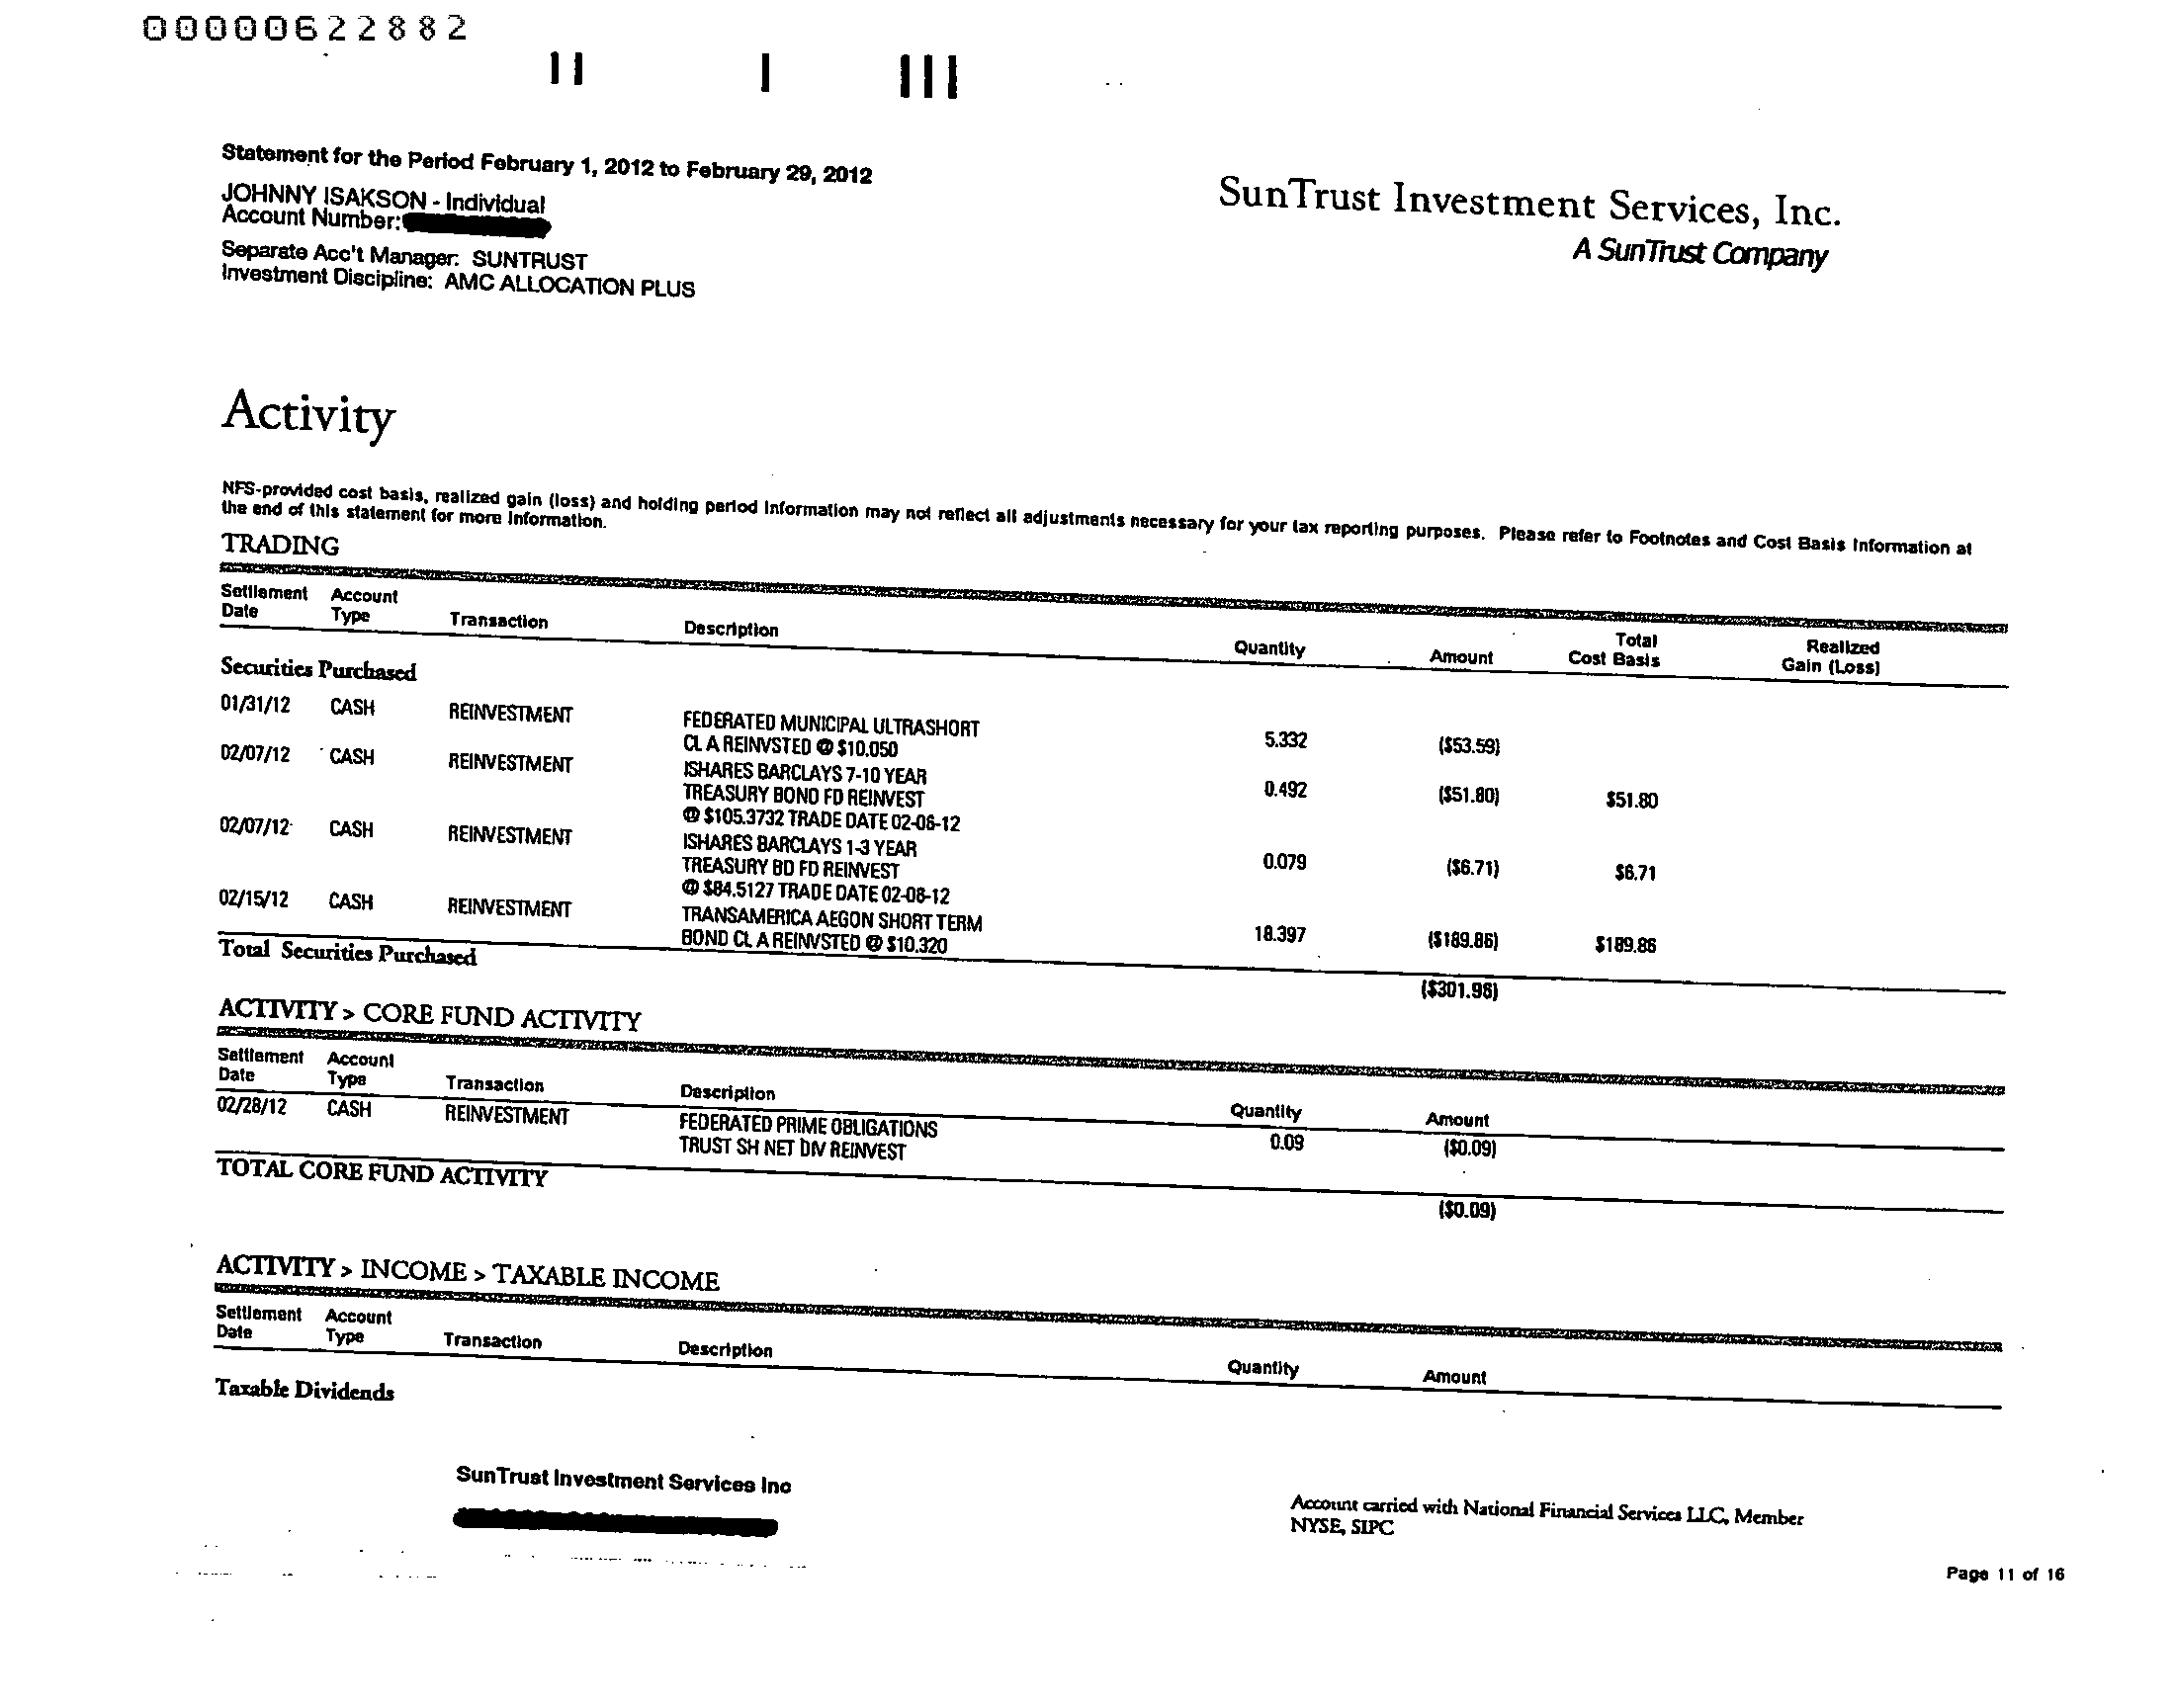 00000622882
Statement for the Period February 1, 2012 to February 29, 2012
JOHNNY ISAKSON - Individual
Account Number:
Separate Acc't Manager: SUNTRUST
Investment Discipline: AMC ALLOCATION PLUS
SunTrust Investment Services, Inc.
A SunTrust Company
Activity
NFS-provided cost basis, realized gain (loss) and holding period information may not reflect all adjustments necessary for your tax reporting purposes. Please refer to Footnotes and Cost Basis Information at
the end of this statement for more information.
TRADING
Settlement Date Account Type Transaction Description Quantity Amount Total Cost Basis Realized Gain (Loss)
Securities Purchased
01/31/12 CASH REINVESTMENT FEDERATED MUNICIPAL ULTRASHORT 5.332 ($53.59)
CL A REINVSTED @ $10.050
02/07/12 CASH REINVESTMENT ISHARES BARCLAYS 7-10 YEAR 0.492 ($51.80) $51.80
TREASURY BOND FD REINVEST
@ $105.3732 TRADE DATE 02-06-12
02/07/12 CASH REINVESTMENT ISHARES BARCLAYS 1-3 YEAR 0.079 ($6.71) $6.71
TREASURY BD FD REINVEST
@ $84.5127 TRADE DATE 02-06-12
02/15/12 CASH REINVESTMENT TRANSAMERICA AEGON SHORT TERM 18.397 ($189.86) $189.86
BOND CL A REINVSTED @ $10.320
Total Securities Purchased ($301.96)
ACTIVITY > CORE FUND ACTIVITY
Settlement Date Account Type Transaction Description Quantity Amount
02/28/12 CASH REINVESTMENT FEDERATED PRIME OBLIGATIONS 0.09 ($0.09)
TRUST SH NET DIV REINVEST
TOTAL CORE FUND ACTIVITY ($0.09)
ACTIVITY > INCOME > TAXABLE INCOME
Settlement Date Account Type Transaction Description Quantity Amount
Taxable Dividends
SunTrust Investment Services Inc
Account carried with National Financial Services LLC, Member
NYSE, SIPC
Page 11 of 16